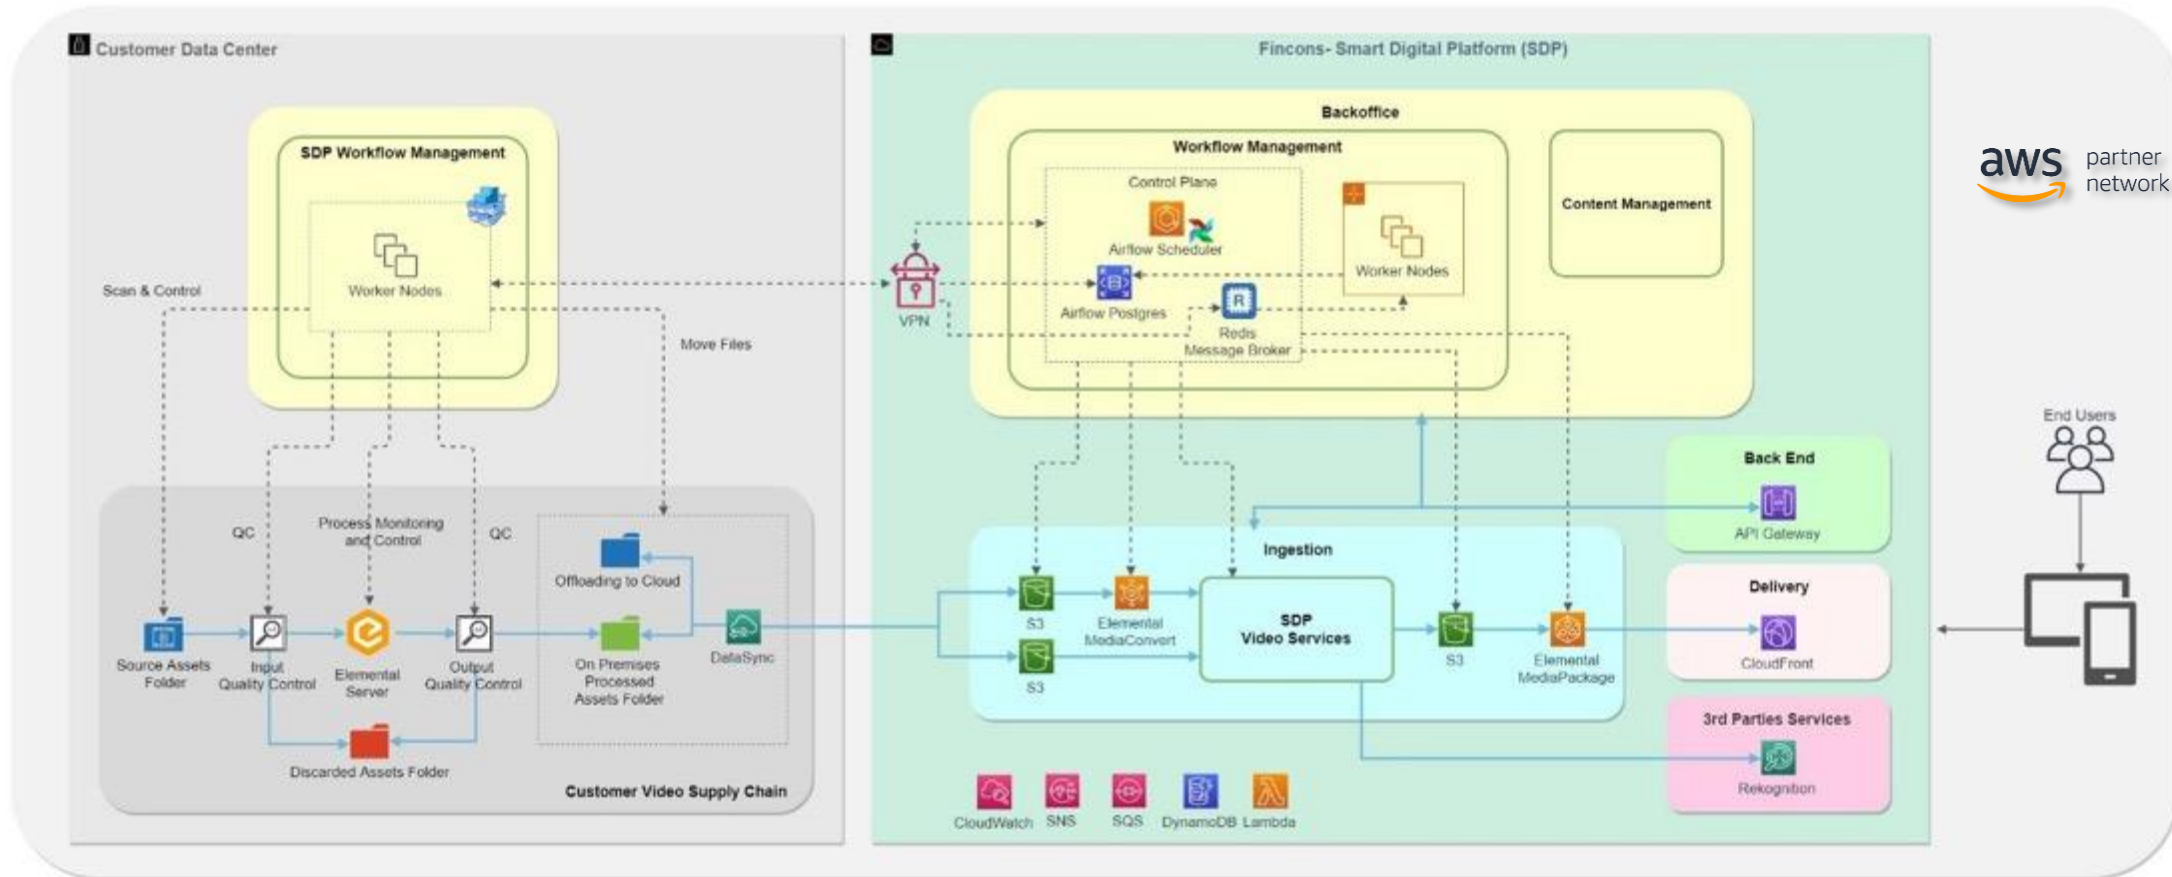 Customer Data Center
SDP Workflow Management
Worker Nodes
Scan & Control
Move Files
QC
Process Monitoring
and Control
QC
Offloading to Cloud
Source Assets
Folder
Input
Quality Control
Elemental
Server
Output
Quality Control
On Premises
Processed
Assets Folder
DataSync
Discarded Assets Folder
Customer Video Supply Chain
VPN
Fincons- Smart Digital Platform (SDP)
Backoffice
Workflow Management
Control Plane
Airflow Scheduler
Airflow Postgres
R
Redis
Message Broker
Worker Nodes
Content Management
Ingestion
S3
Elemental
MediaConvert
S3
SDP
Video Services
S3
Elemental
MediaPackage
Back End
API Gateway
Delivery
CloudFront
3rd Parties Services
Rekognition
CloudWatch
SNS
SQS
DynamoDB
Lambda
aws
partner
network
End Users